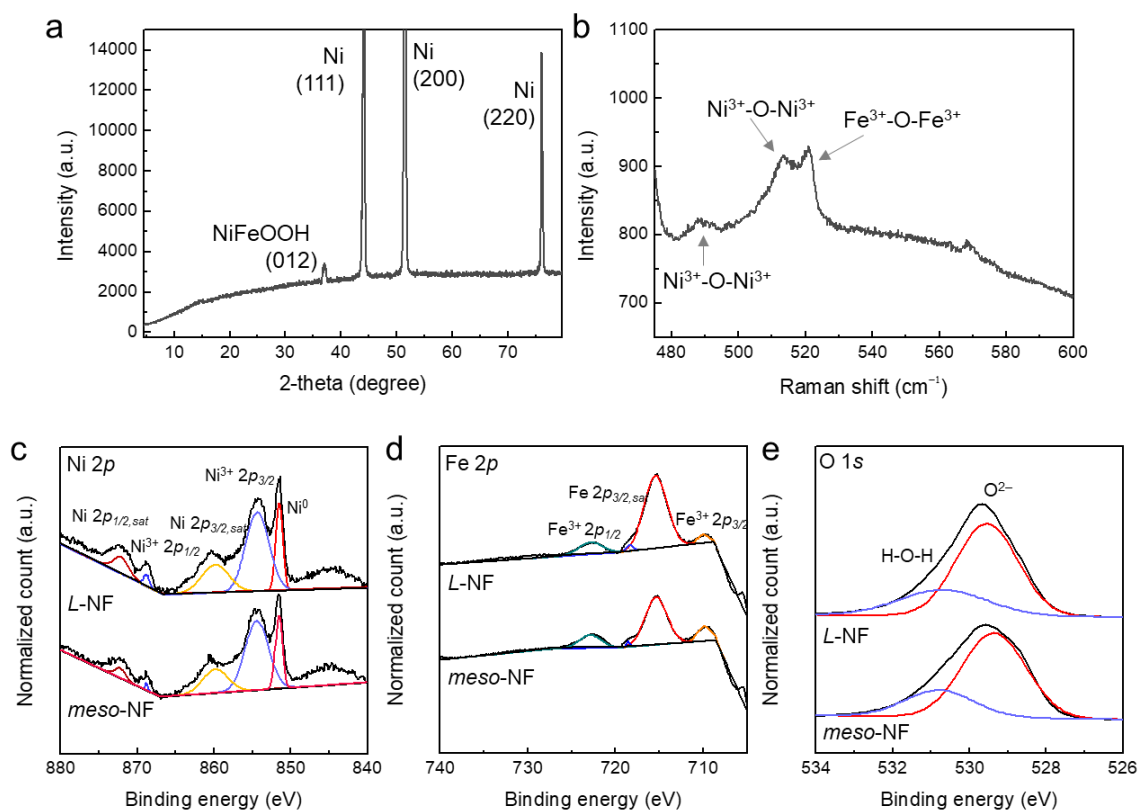 a
14000
12000
10000
8000
6000
4000
2000
0
Intensity (a.u.)
Ni
(111)
Ni
(200)
Ni
(220)
NiFeOOH
(012)
10 20 30 40 50 60 70
2-theta (degree)
b
1100
1000
900
800
700
Intensity (a.u.)
Ni³⁺-O-Ni³⁺
Fe³⁺-O-Fe³⁺
Ni³⁺-O-Ni³⁺
480 500 520 540 560 580 600
Raman shift (cm⁻¹)
c
Normalized count (a.u.)
Ni 2p
Ni³⁺ 2p3/2
Ni⁰
Ni 2p1/2,sat
Ni 2p3/2,sat
Ni³⁺ 2p1/2
L-NF
meso-NF
880 870 860 850 840
Binding energy (eV)
d
Normalized count (a.u.)
Fe 2p
Fe 2p3/2,sat
Fe³⁺ 2p1/2
Fe³⁺ 2p3/2
L-NF
meso-NF
740 730 720 710
Binding energy (eV)
e
Normalized count (a.u.)
O 1s
O²⁻
H-O-H
L-NF
meso-NF
534 532 530 528 526
Binding energy (eV)